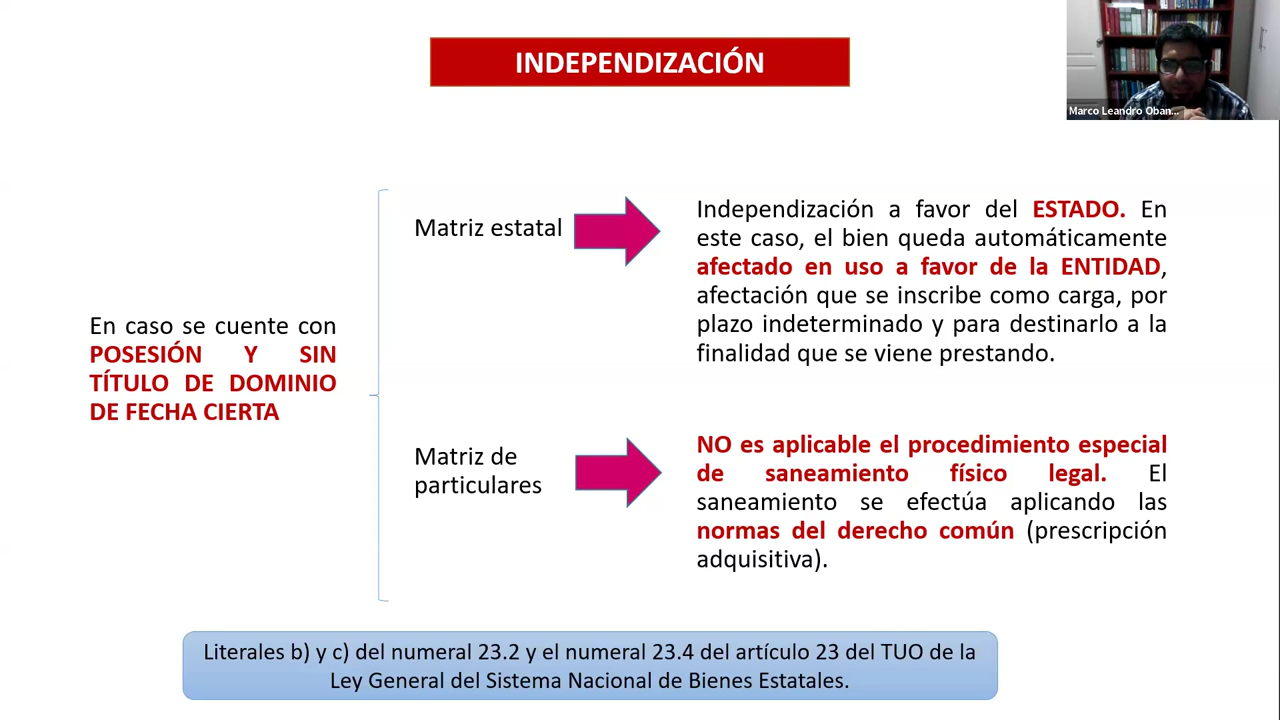 INDEPENDIZACIÓN
Marco Leandro Oban...
En caso se cuente con
POSESIÓN Y SIN
TÍTULO DE DOMINIO
DE FECHA CIERTA
Matriz estatal
Independización a favor del ESTADO. En
este caso, el bien queda automáticamente
afectado en uso a favor de la ENTIDAD,
afectación que se inscribe como carga, por
plazo indeterminado y para destinarlo a la
finalidad que se viene prestando.
Matriz de
particulares
NO es aplicable el procedimiento especial
de saneamiento físico legal. El
saneamiento se efectúa aplicando las
normas del derecho común (prescripción
adquisitiva).
Literales b) y c) del numeral 23.2 y el numeral 23.4 del artículo 23 del TUO de la
Ley General del Sistema Nacional de Bienes Estatales.